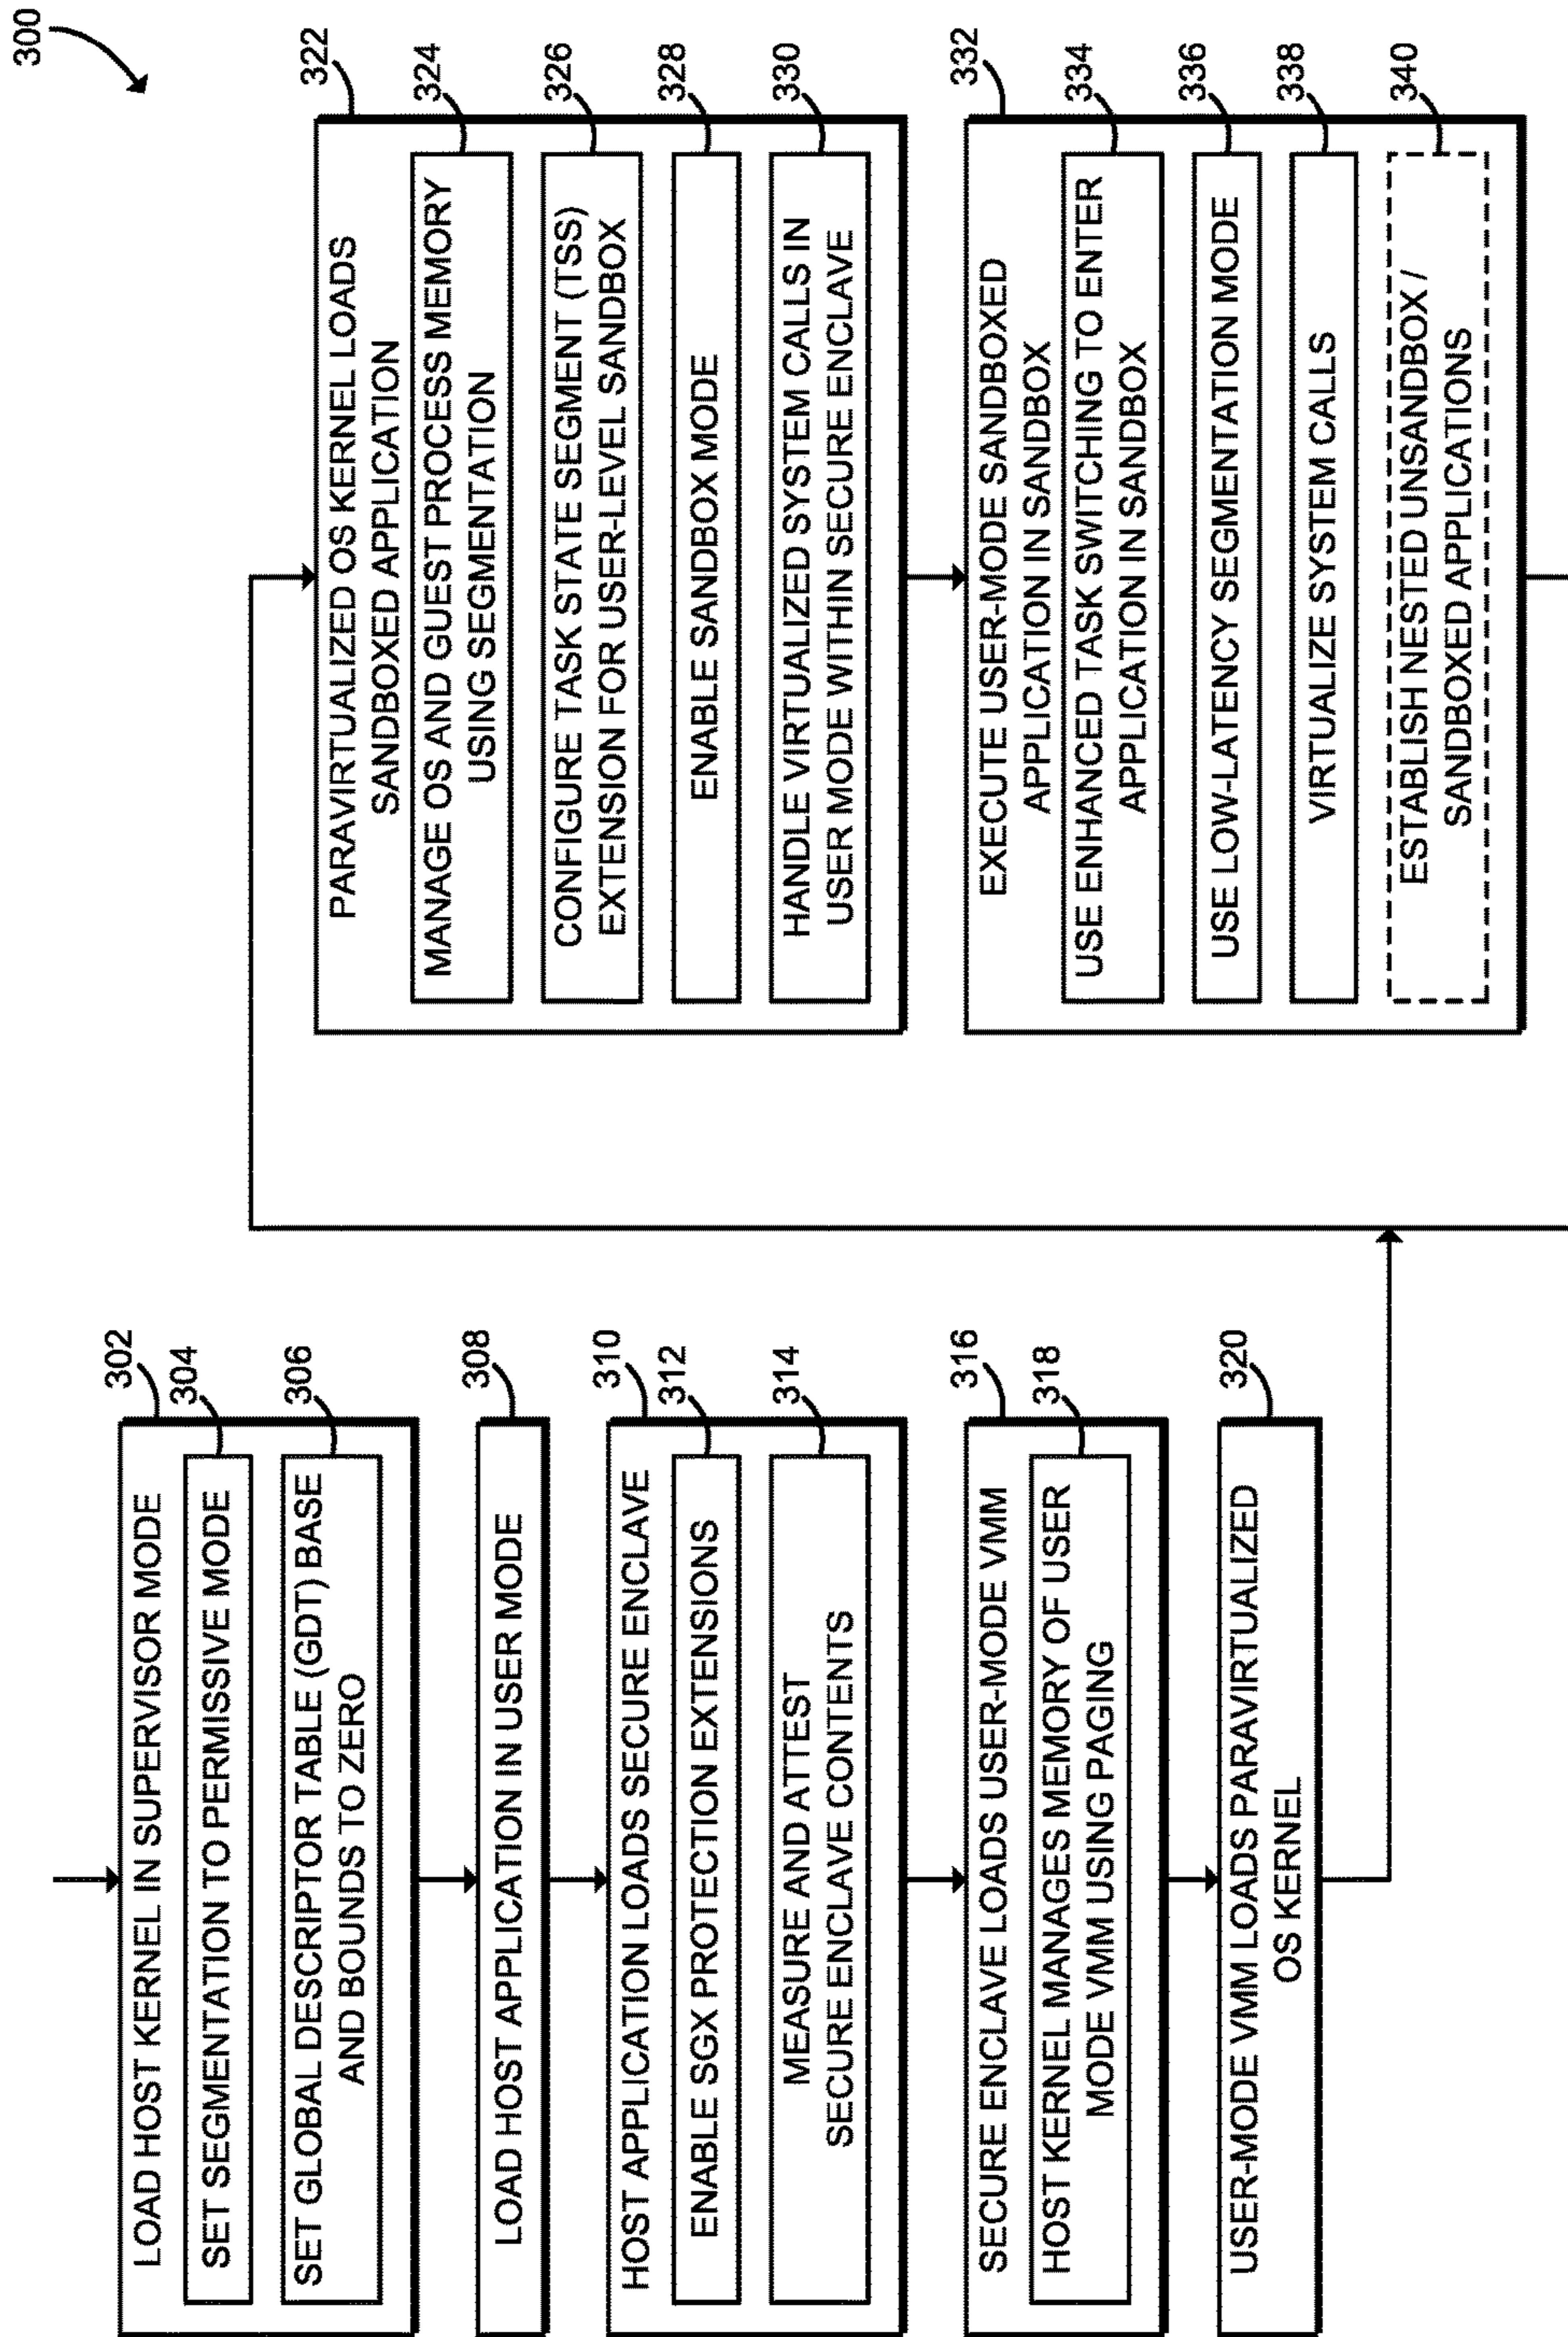 300
302
LOAD HOST KERNEL IN SUPERVISOR MODE
304
SET SEGMENTATION TO PERMISSIVE MODE
306
SET GLOBAL DESCRIPTOR TABLE (GDT) BASE
AND BOUNDS TO ZERO
308
LOAD HOST APPLICATION IN USER MODE
310
HOST APPLICATION LOADS SECURE ENCLAVE
312
ENABLE SGX PROTECTION EXTENSIONS
314
MEASURE AND ATTEST
SECURE ENCLAVE CONTENTS
316
SECURE ENCLAVE LOADS USER-MODE VMM
318
HOST KERNEL MANAGES MEMORY OF USER
MODE VMM USING PAGING
320
USER-MODE VMM LOADS PARAVIRTUALIZED
OS KERNEL
322
PARAVIRTUALIZED OS KERNEL LOADS
SANDBOXED APPLICATION
324
MANAGE OS AND GUEST PROCESS MEMORY
USING SEGMENTATION
326
CONFIGURE TASK STATE SEGMENT (TSS)
EXTENSION FOR USER-LEVEL SANDBOX
328
ENABLE SANDBOX MODE
330
HANDLE VIRTUALIZED SYSTEM CALLS IN
USER MODE WITHIN SECURE ENCLAVE
332
EXECUTE USER-MODE SANDBOXED
APPLICATION IN SANDBOX
334
USE ENHANCED TASK SWITCHING TO ENTER
APPLICATION IN SANDBOX
336
USE LOW-LATENCY SEGMENTATION MODE
338
VIRTUALIZE SYSTEM CALLS
340
ESTABLISH NESTED UNSANDBOX /
SANDBOXED APPLICATIONS